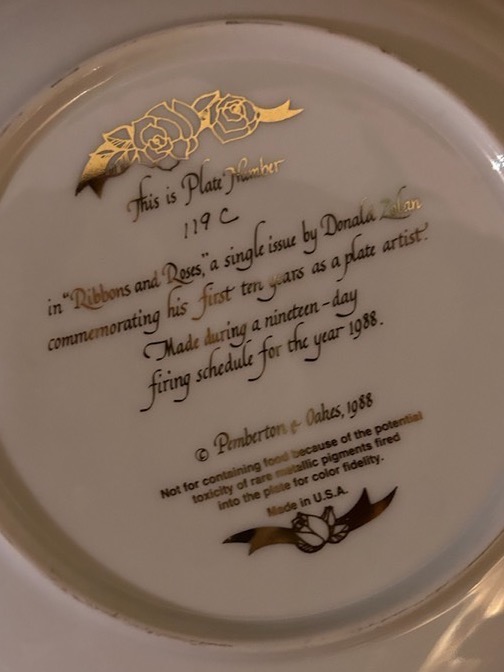 This is Plate Number
119 C
in "Ribbons and Roses," a single issue by Donald Zolan
commemorating his first ten years as a plate artist.
Made during a nineteen-day
firing schedule for the year 1988.
© Pemberton & Oakes, 1988
Not for containing food because of the potential
toxicity of rare metallic pigments fired
into the plate for color fidelity.
Made in U.S.A.